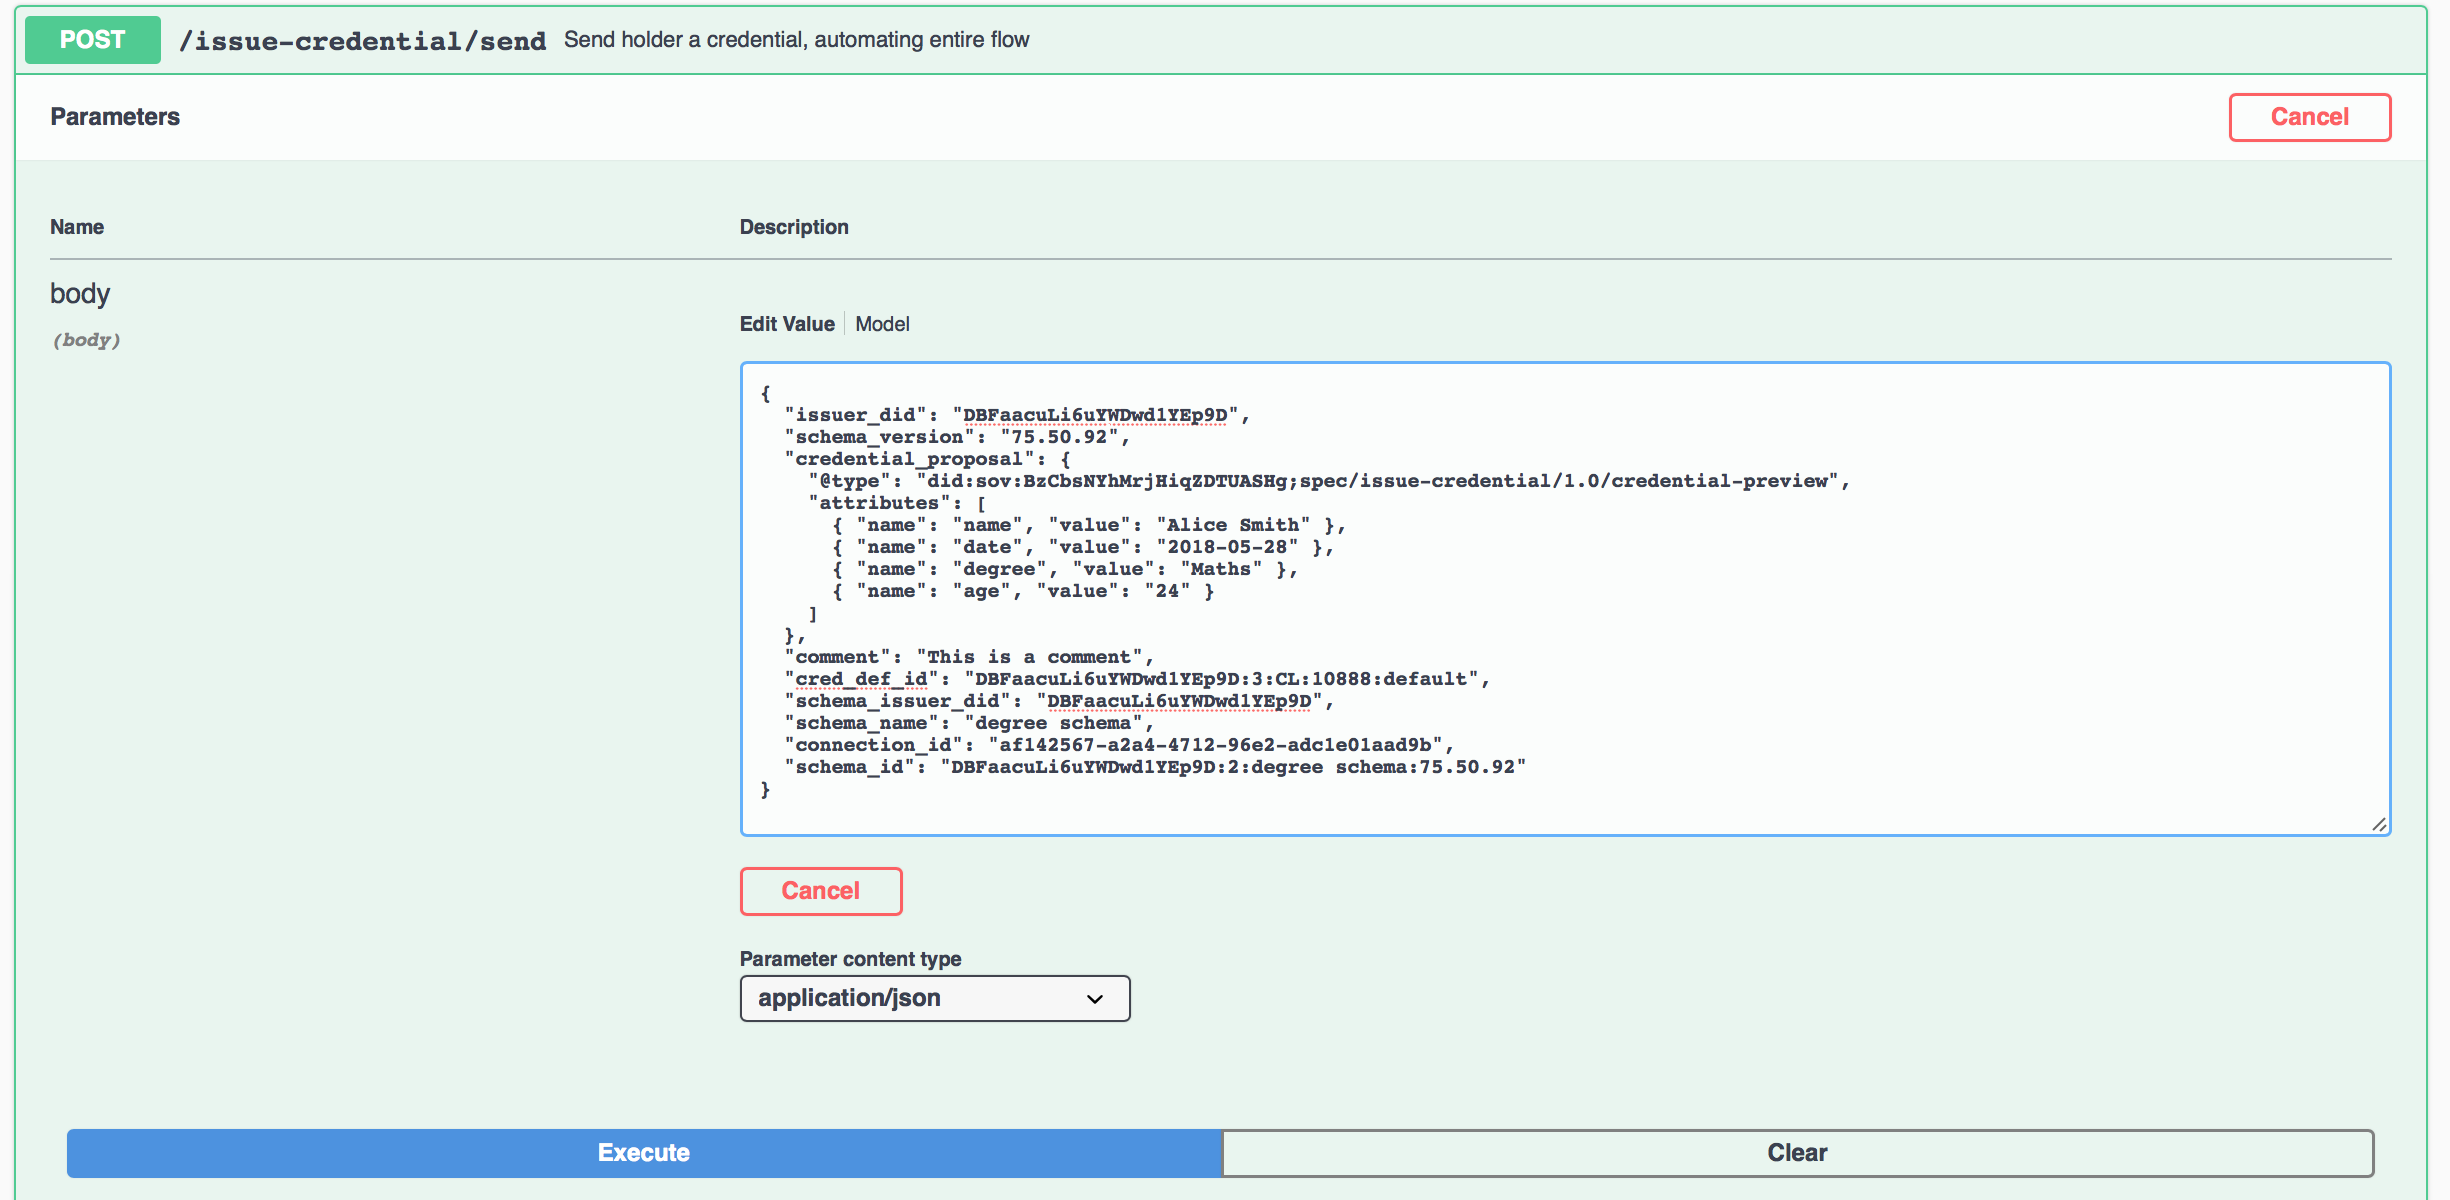 POST /issue-credential/send Send holder a credential, automating entire flow
Parameters Cancel
Name Description
body
(body)
Edit Value Model
{
  "issuer_did": "DBFaacuLi6uYWDwd1YEp9D",
  "schema_version": "75.50.92",
  "credential_proposal": {
    "@type": "did:sov:BzCbsNYhMrjHiqZDTUASHg;spec/issue-credential/1.0/credential-preview",
    "attributes": [
      { "name": "name", "value": "Alice Smith" },
      { "name": "date", "value": "2018-05-28" },
      { "name": "degree", "value": "Maths" },
      { "name": "age", "value": "24" }
    ]
  },
  "comment": "This is a comment",
  "cred_def_id": "DBFaacuLi6uYWDwd1YEp9D:3:CL:10888:default",
  "schema_issuer_did": "DBFaacuLi6uYWDwd1YEp9D",
  "schema_name": "degree schema",
  "connection_id": "af142567-a2a4-4712-96e2-adc1e01aad9b",
  "schema_id": "DBFaacuLi6uYWDwd1YEp9D:2:degree schema:75.50.92"
}
Cancel
Parameter content type
application/json
Execute Clear